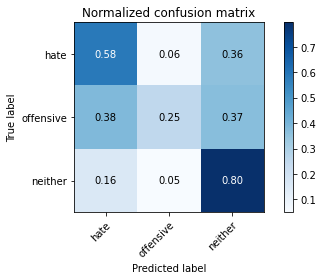 Normalized confusion matrix
True label
hate 0.58 0.06 0.36
offensive 0.38 0.25 0.37
neither 0.16 0.05 0.80
hate offensive neither
Predicted label
0.7
0.6
0.5
0.4
0.3
0.2
0.1